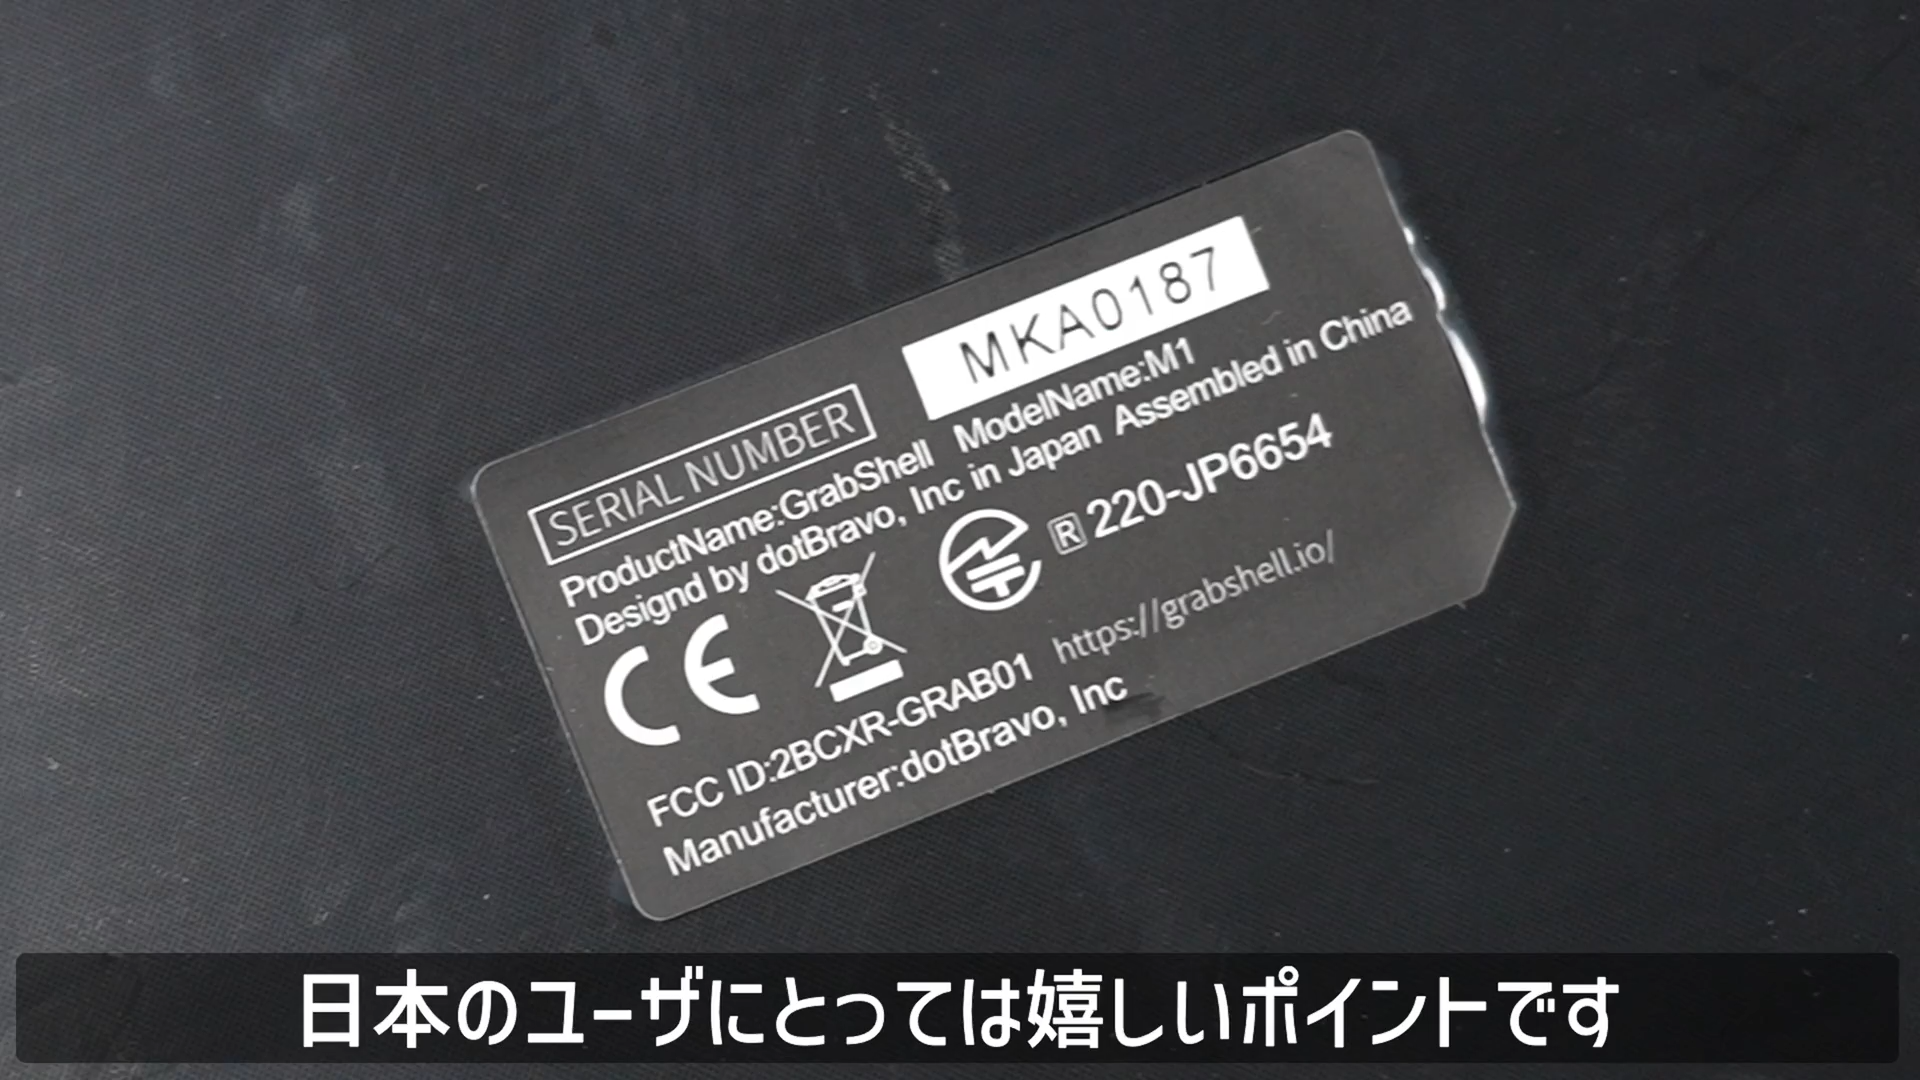 SERIAL NUMBER MKA0187
ProductName:GrabShell ModelName:M1
Designd by dotBravo, Inc in Japan Assembled in China
CE R 220-JP6654
FCC ID:2BCXR-GRAB01 https://grabshell.io/
Manufacturer:dotBravo, Inc
日本のユーザにとっては嬉しいポイントです